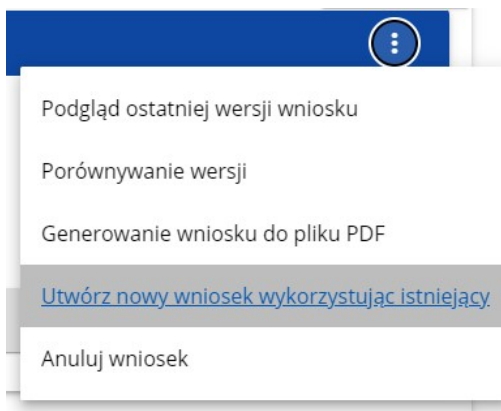 Podgląd ostatniej wersji wniosku
Porównywanie wersji
Generowanie wniosku do pliku PDF
Utwórz nowy wniosek wykorzystując istniejący
Anuluj wniosek